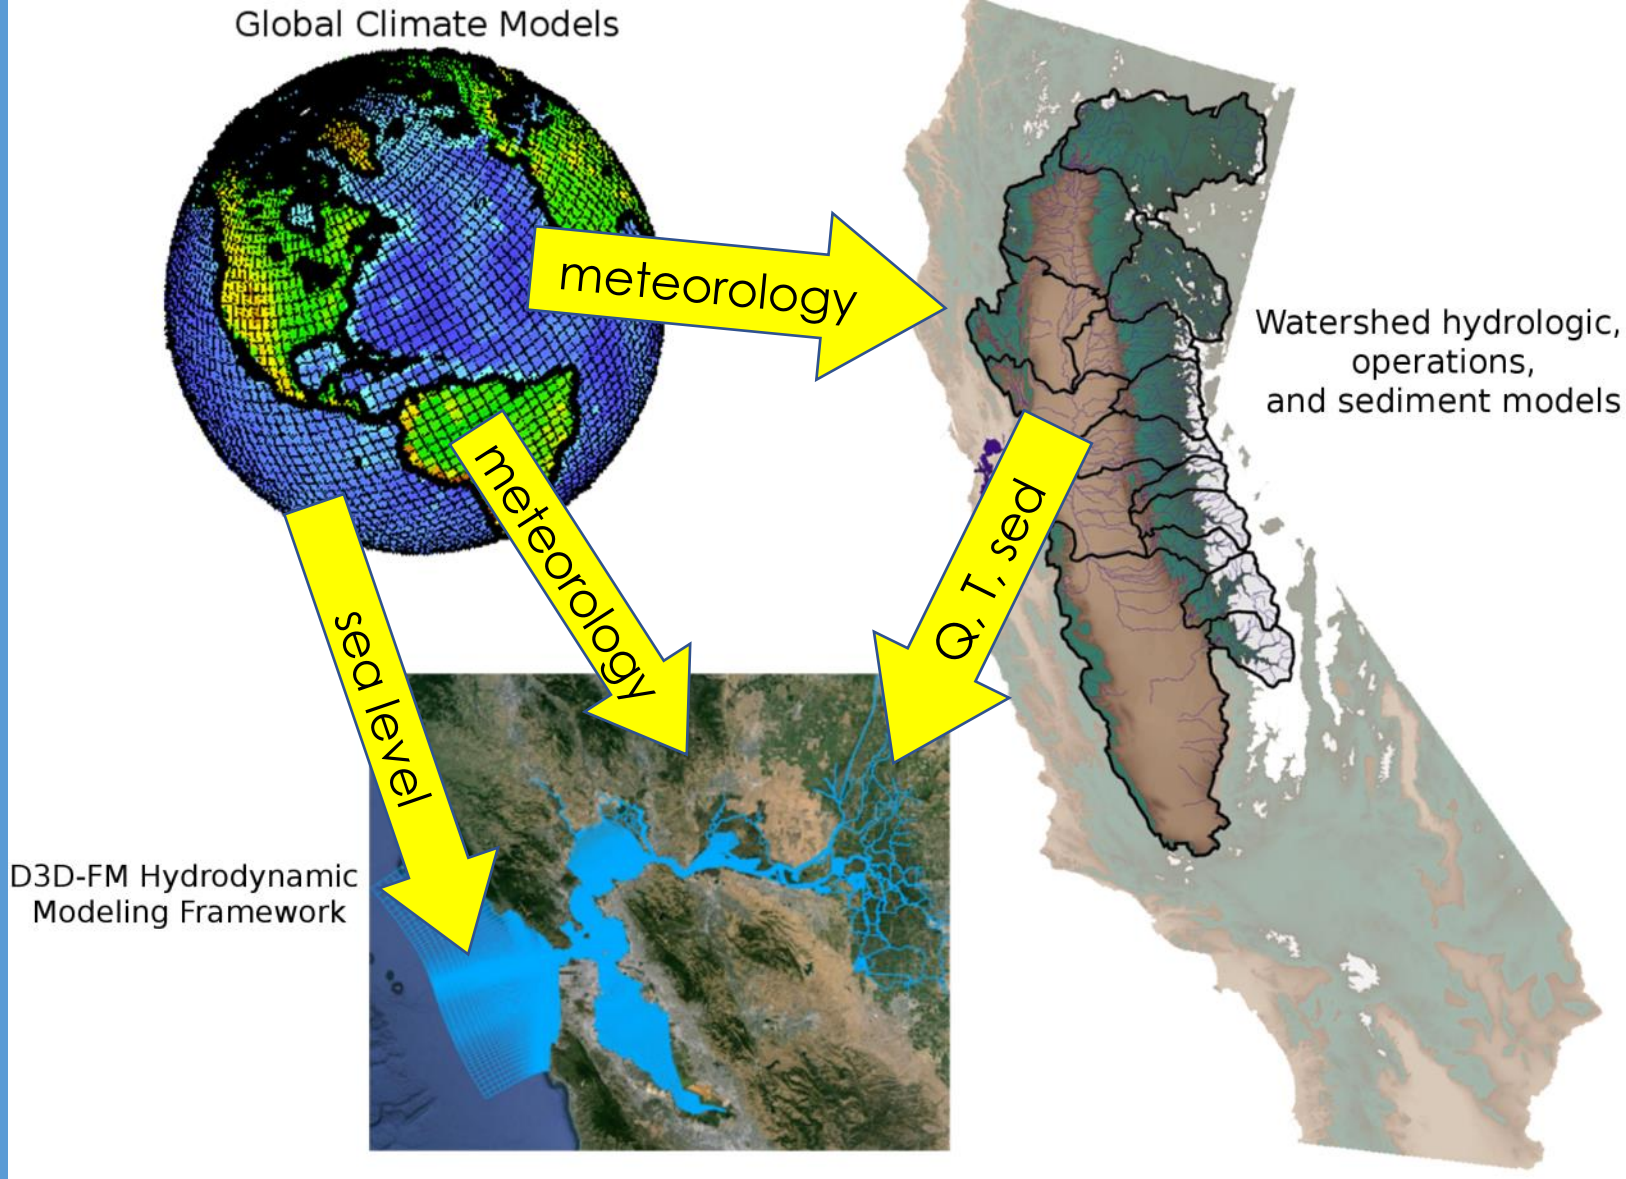 Global Climate Models
meteorology
Watershed hydrologic,
operations,
and sediment models
meteorology
Q, T, sed
sea level
D3D-FM Hydrodynamic
Modeling Framework